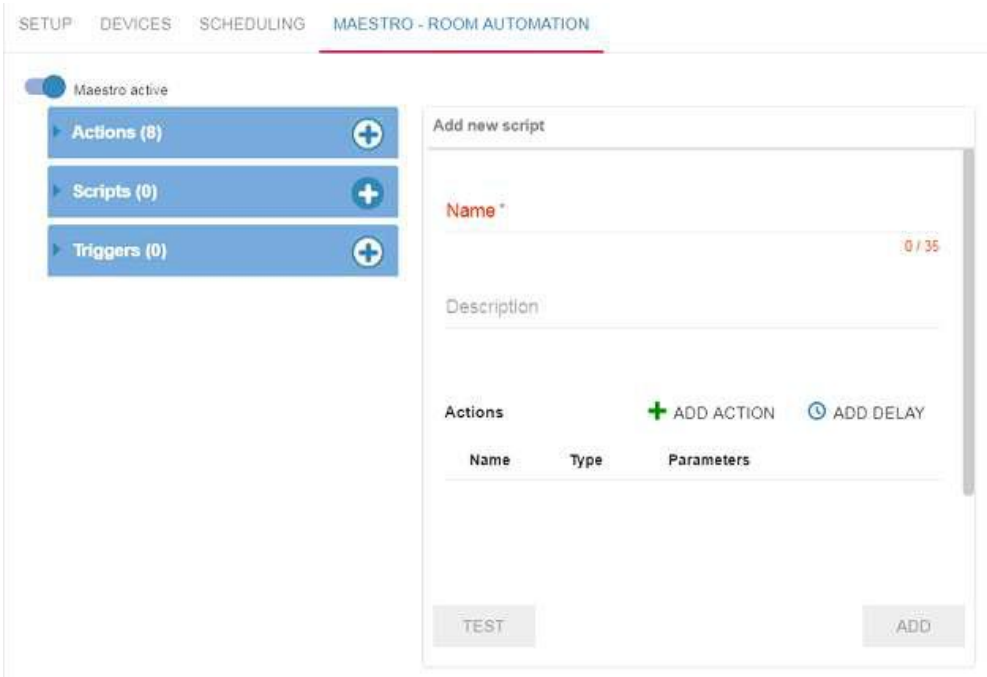 SETUP DEVICES SCHEDULING MAESTRO - ROOM AUTOMATION
Maestro active
Actions (8)
Scripts (0)
Triggers (0)
Add new script
Name *
0 / 35
Description
Actions ADD ACTION ADD DELAY
Name Type Parameters
TEST ADD